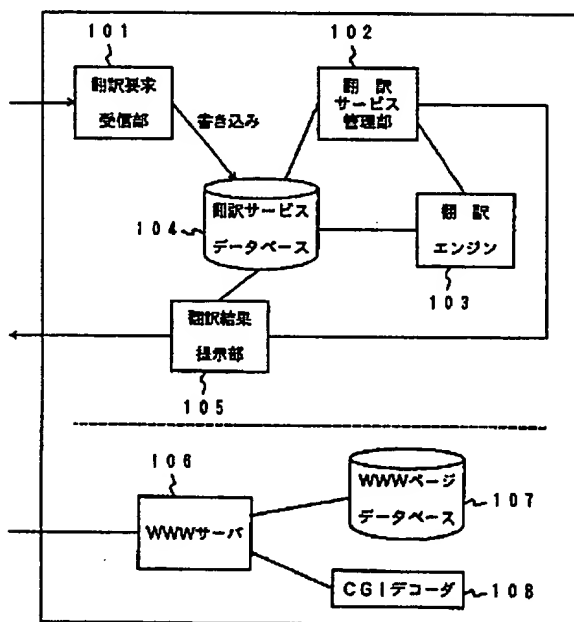 101
翻訳要求
受信部
書き込み
102
翻 訳
サービス
管理部
104
翻訳サービス
データベース
翻 訳
エンジン
103
翻訳結果
提示部
105
106
WWWサーバ
WWWページ
データベース
107
CGIデコーダ
108